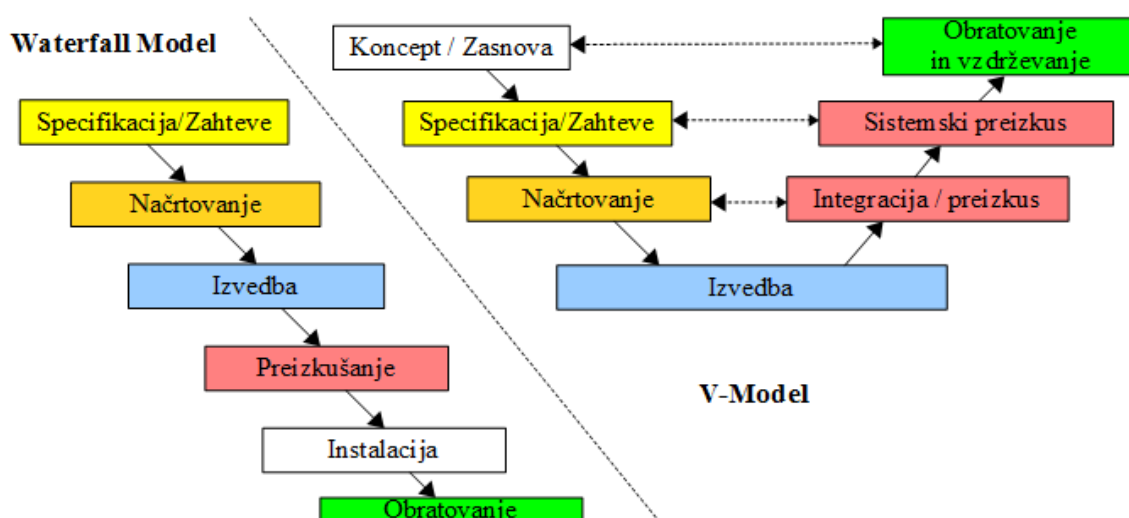 Waterfall Model
Specifikacija/Zahteve
Načrtovanje
Izvedba
Preizkušanje
Instalacija
Obratovanje
Koncept / Zasnova
Specifikacija/Zahteve
Načrtovanje
Izvedba
Integracija / preizkus
Sistemski preizkus
Obratovanje
in vzdrževanje
V-Model